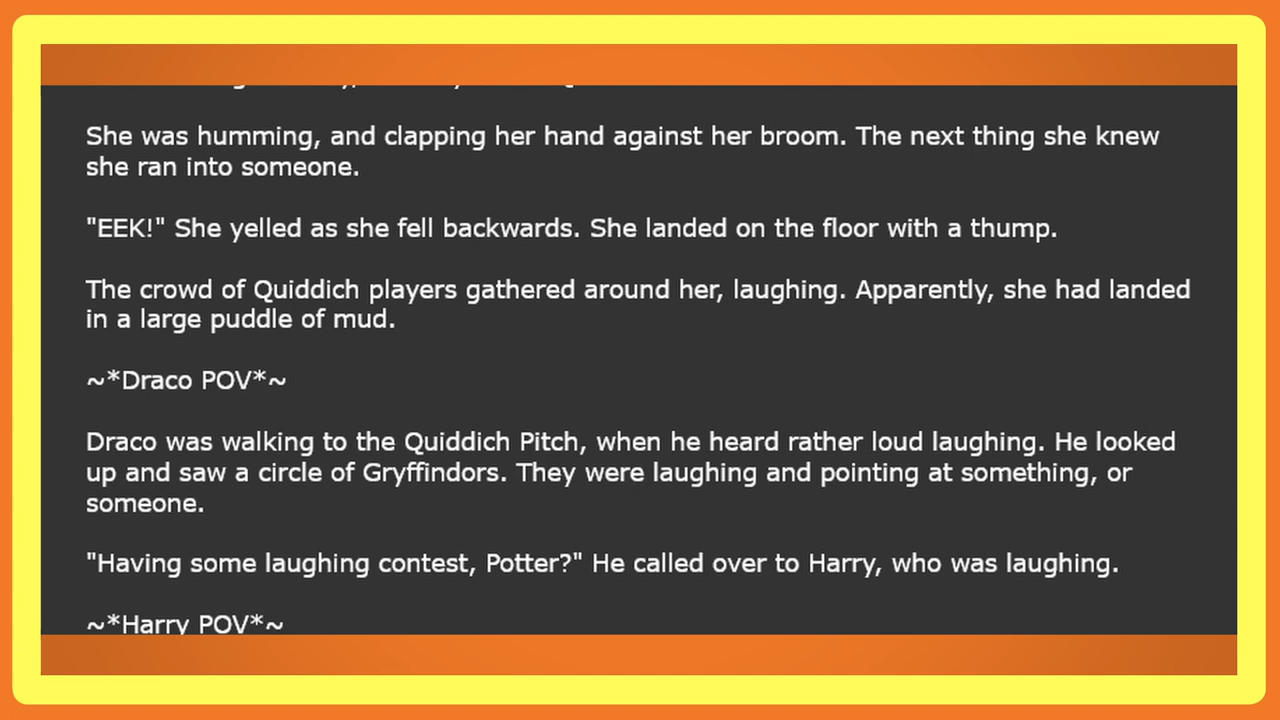 She was humming, and clapping her hand against her broom. The next thing she knew
she ran into someone.
"EEK!" She yelled as she fell backwards. She landed on the floor with a thump.
The crowd of Quiddich players gathered around her, laughing. Apparently, she had landed
in a large puddle of mud.
~*Draco POV*~
Draco was walking to the Quiddich Pitch, when he heard rather loud laughing. He looked
up and saw a circle of Gryffindors. They were laughing and pointing at something, or
someone.
"Having some laughing contest, Potter?" He called over to Harry, who was laughing.
~*Harry POV*~